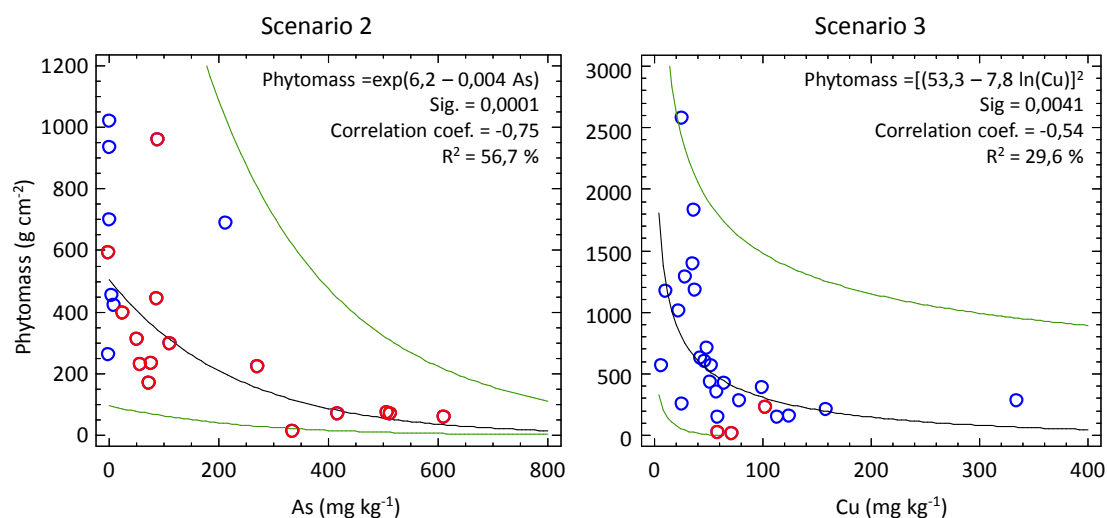 Scenario 2
Phytomass =exp(6,2 – 0,004 As)
Sig. = 0,0001
Correlation coef. = -0,75
R² = 56,7 %
Phytomass (g cm⁻²)
1200
1000
800
600
400
200
0
0 200 400 600 800
As (mg kg⁻¹)
Scenario 3
Phytomass =[(53,3 – 7,8 ln(Cu)]²
Sig = 0,0041
Correlation coef. = -0,54
R² = 29,6 %
3000
2500
2000
1500
1000
500
0
0 100 200 300 400
Cu (mg kg⁻¹)